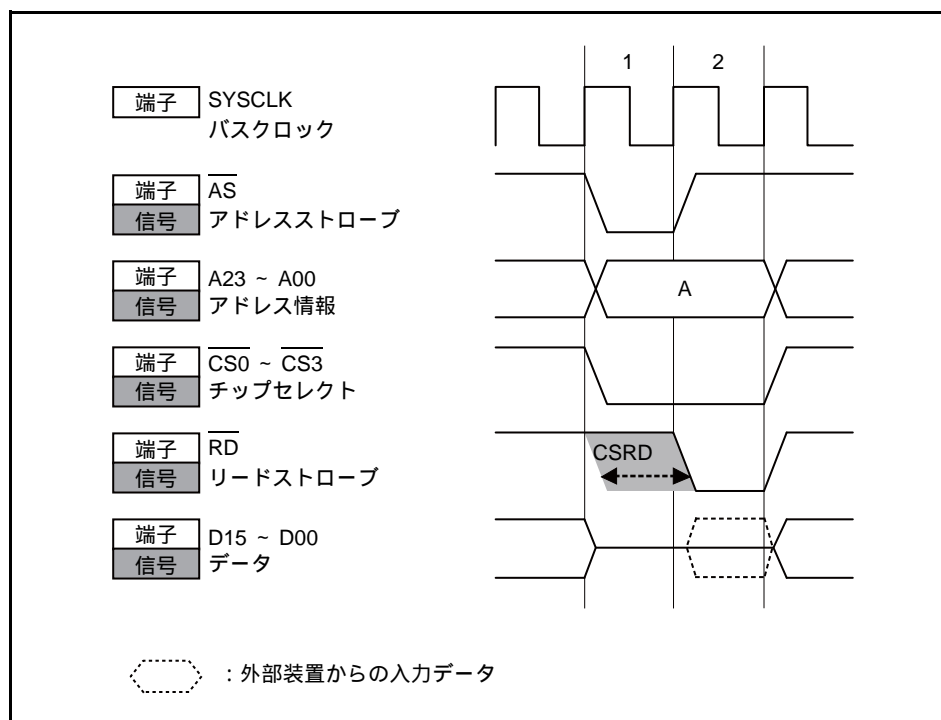 1 2
端子 SYSCLK
バスクロック
端子 AS
信号 アドレスストローブ
端子 A23 ~ A00
信号 アドレス情報
A
端子 CS0 ~ CS3
信号 チップセレクト
端子 RD
信号 リードストローブ
CSRD
端子 D15 ~ D00
信号 データ
:外部装置からの入力データ